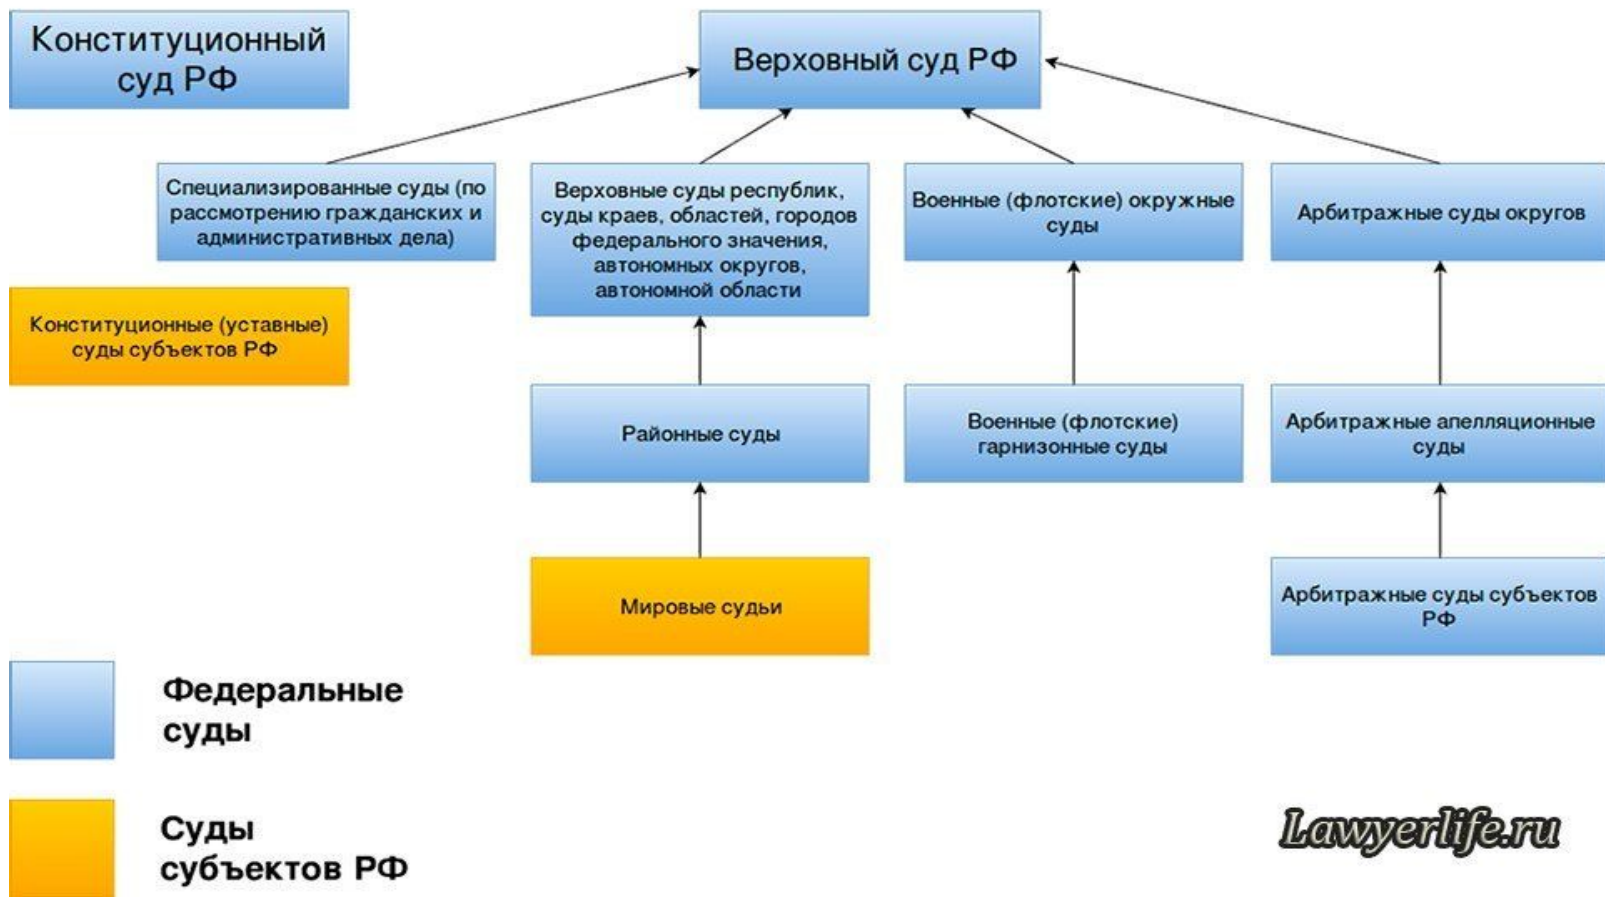 Конституционный
суд РФ
Верховный суд РФ
Специализированные суды (по
рассмотрению гражданских и
административных дела)
Верховные суды республик,
суды краев, областей, городов
федерального значения,
автономных округов,
автономной области
Военные (флотские) окружные
суды
Арбитражные суды округов
Конституционные (уставные)
суды субъектов РФ
Районные суды
Военные (флотские)
гарнизонные суды
Арбитражные апелляционные
суды
Мировые судьи
Арбитражные суды субъектов
РФ
Федеральные
суды
Суды
субъектов РФ
Lawyerlife.ru